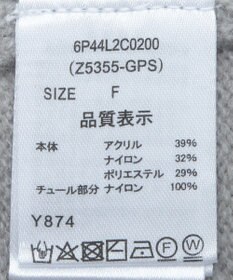 6P44L2C0200
(Z5355-GPS)
SIZE F
品質表示
本体 アクリル 39%
ナイロン 32%
ポリエステル 29%
チュール部分 ナイロン 100%
Y874
F W